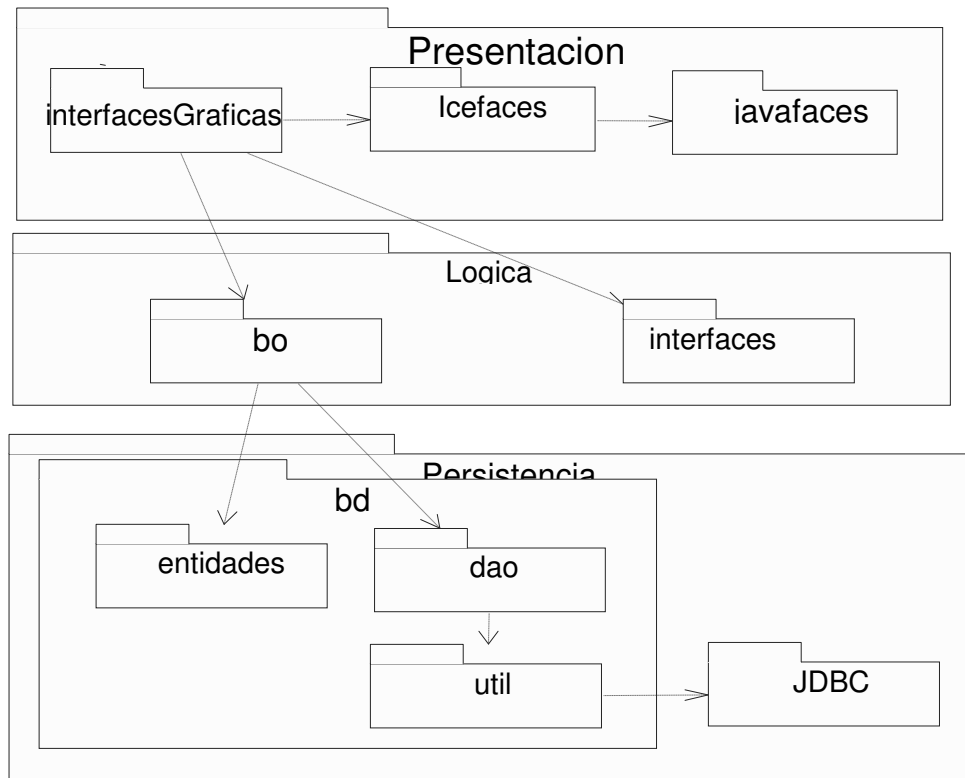 Presentacion
interfacesGraficas
Icefaces
javafaces
Logica
bo
interfaces
Persistencia
bd
entidades
dao
util
JDBC